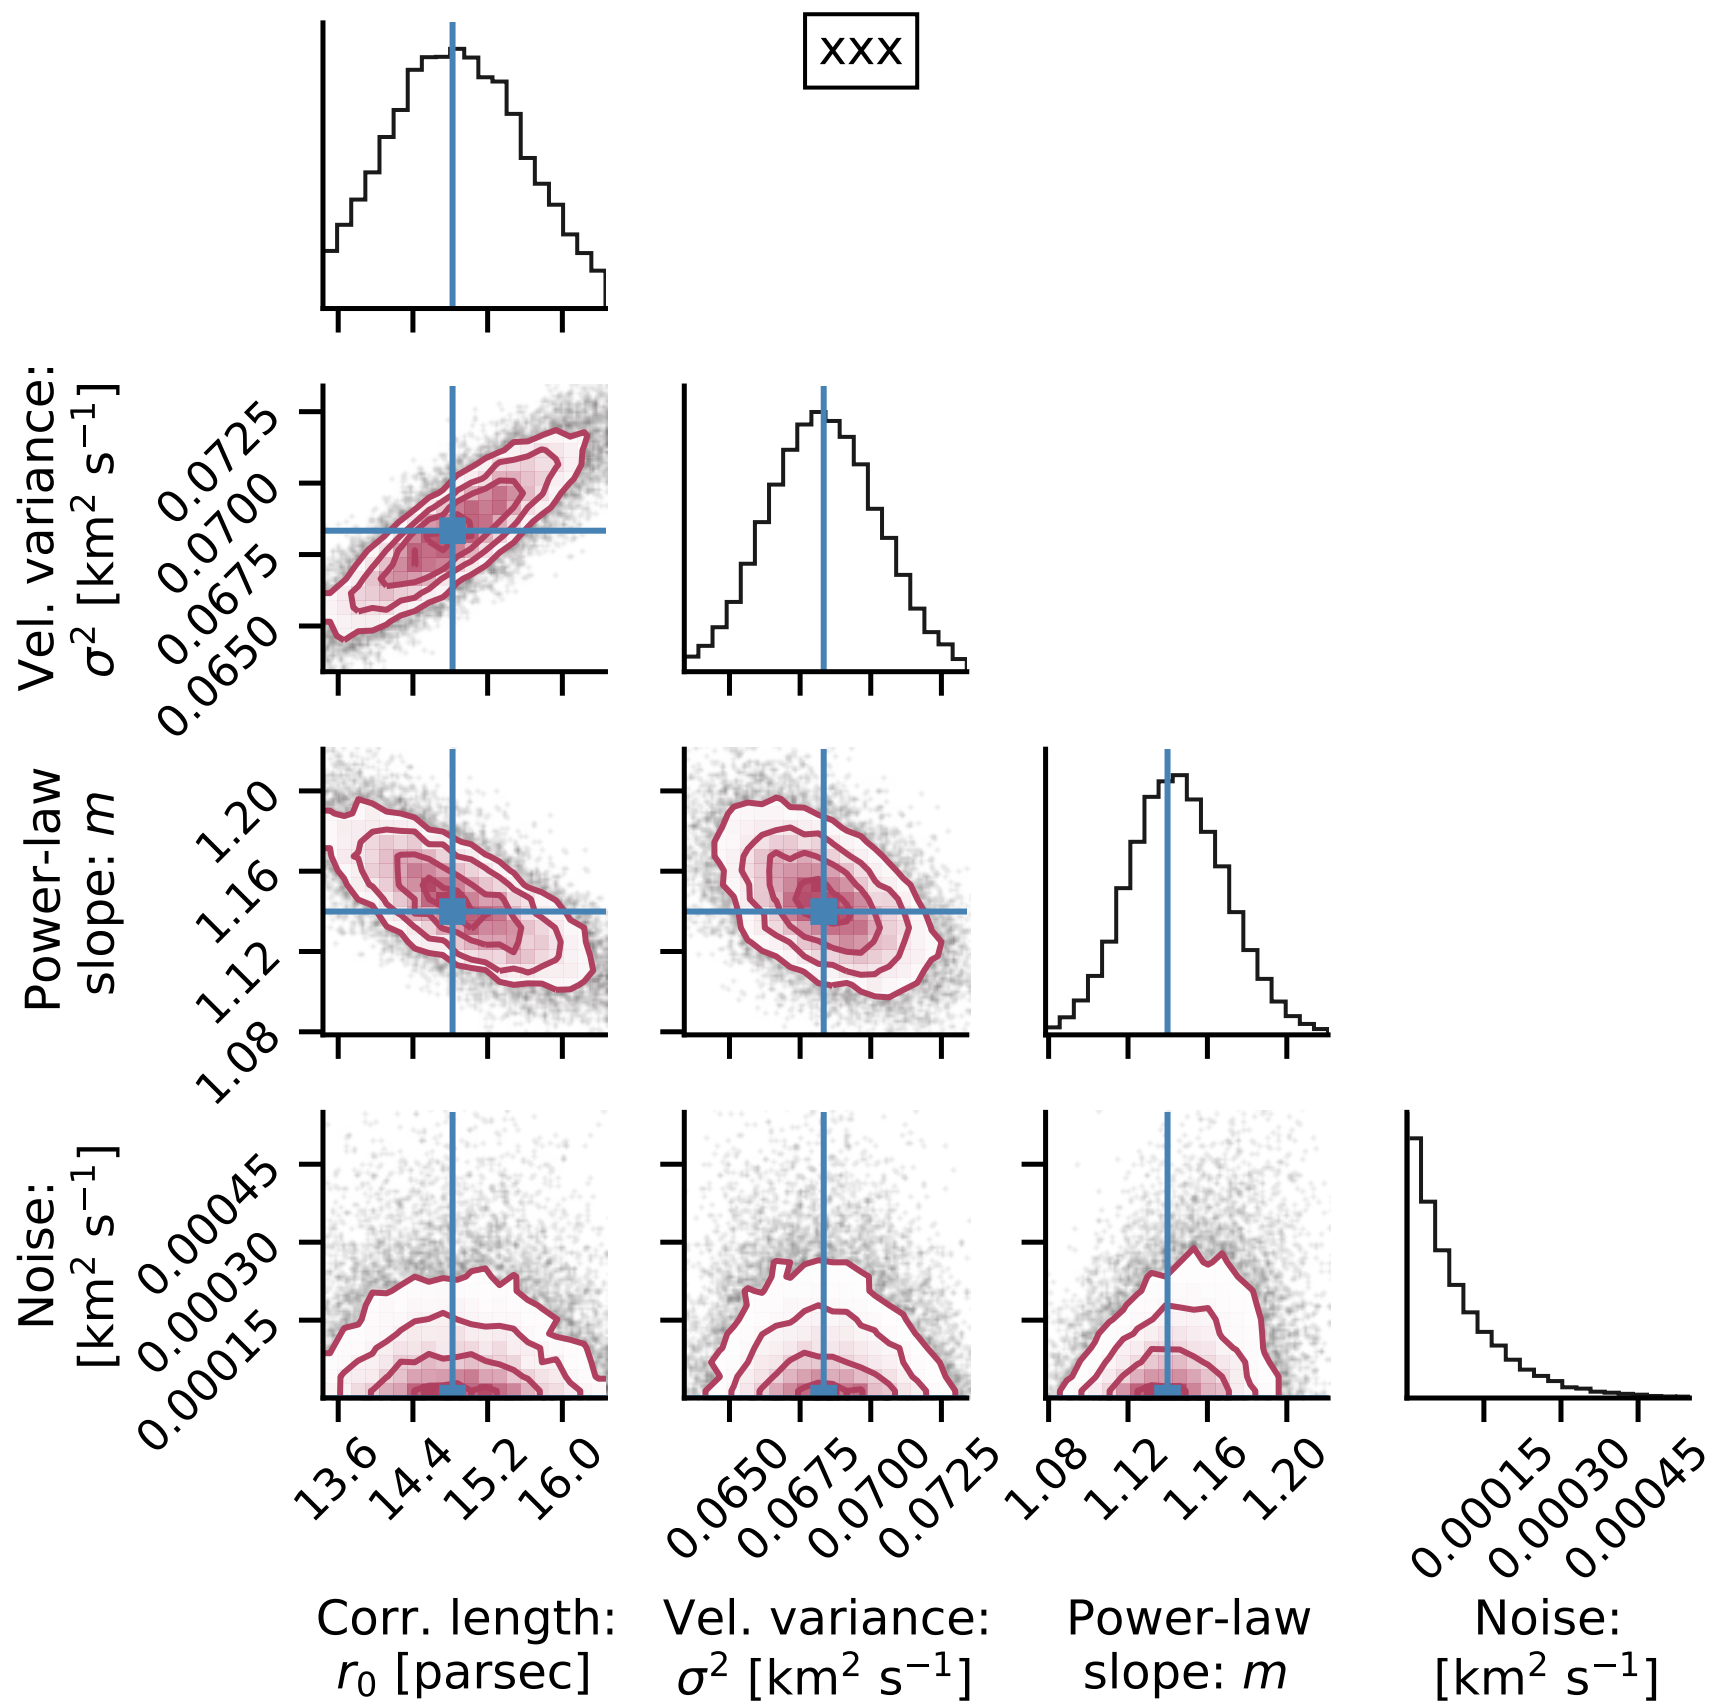 xxx
Vel. variance:
σ² [km² s⁻¹]
0.0725
0.0700
0.0675
0.0650
Power-law
slope: m
1.20
1.16
1.12
1.08
Noise:
[km² s⁻¹]
0.00045
0.00030
0.00015
13.6
14.4
15.2
16.0
0.0650
0.0675
0.0700
0.0725
1.08
1.12
1.16
1.20
0.00015
0.00030
0.00045
Corr. length:
r₀ [parsec]
Vel. variance:
σ² [km² s⁻¹]
Power-law
slope: m
Noise:
[km² s⁻¹]